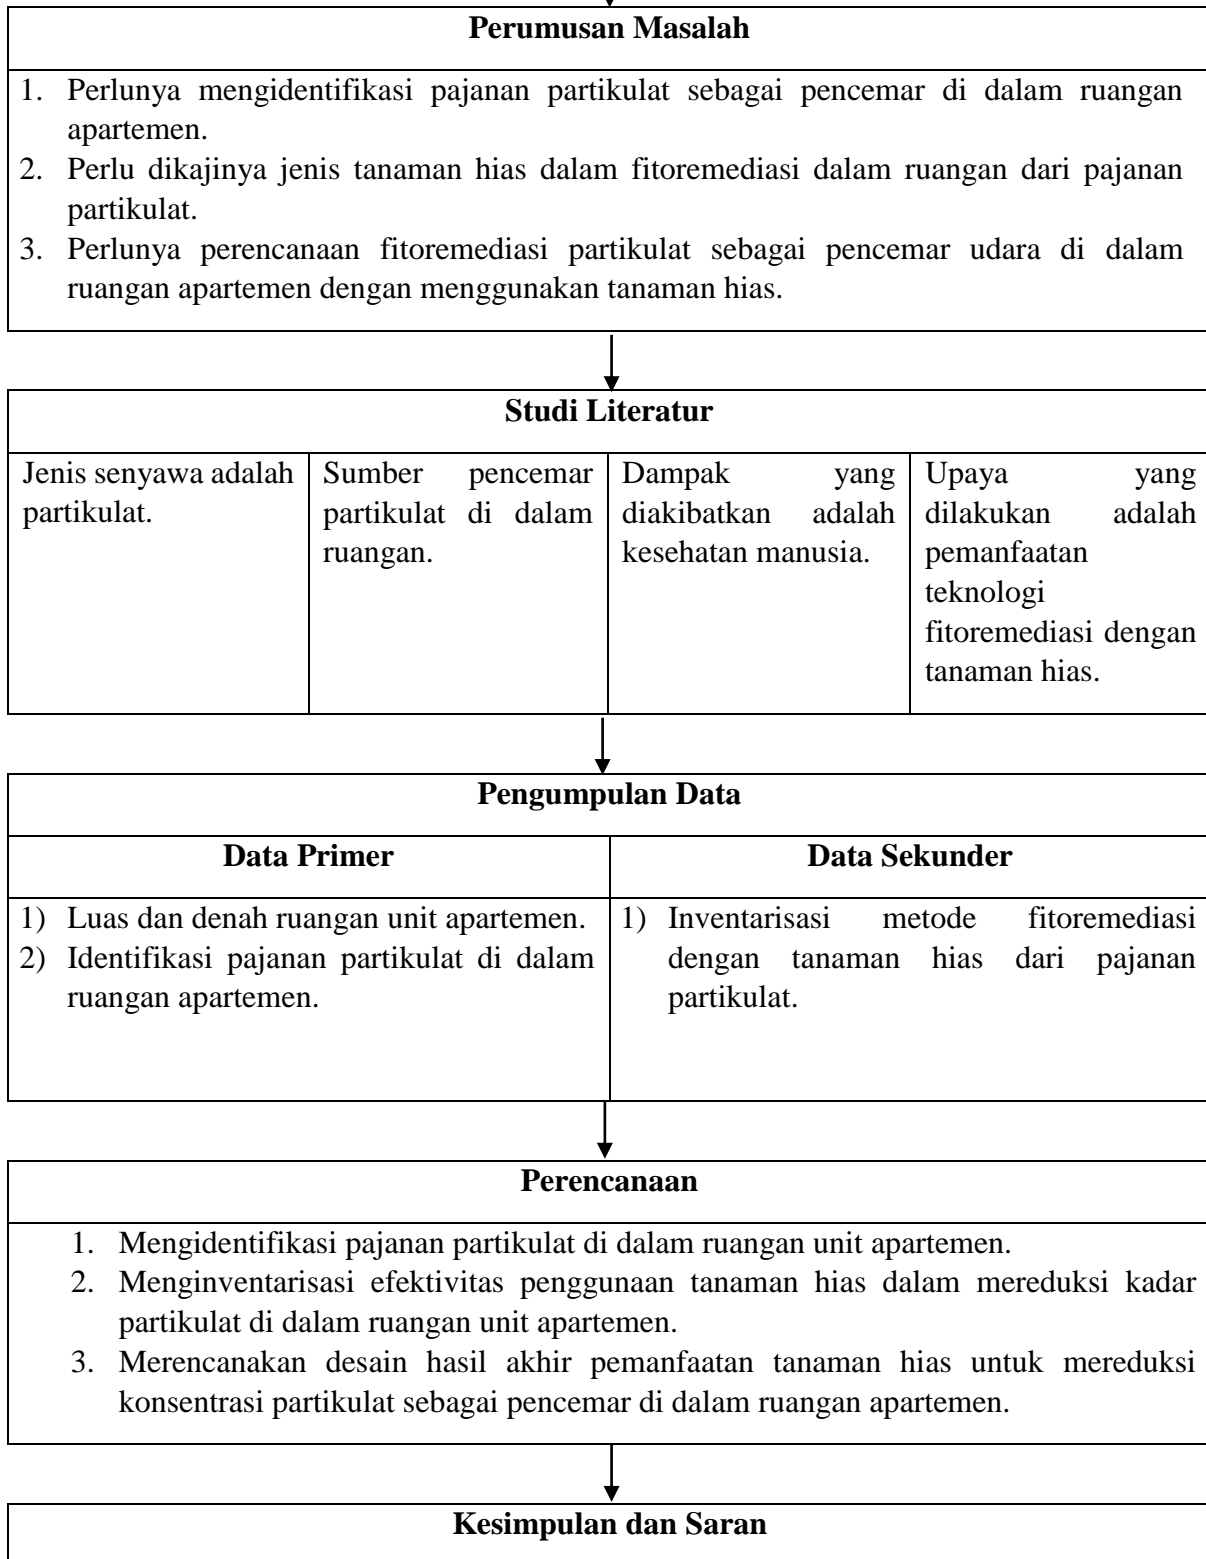 Perumusan Masalah
1. Perlunya mengidentifikasi pajanan partikulat sebagai pencemar di dalam ruangan
apartemen.
2. Perlu dikajinya jenis tanaman hias dalam fitoremediasi dalam ruangan dari pajanan
partikulat.
3. Perlunya perencanaan fitoremediasi partikulat sebagai pencemar udara di dalam
ruangan apartemen dengan menggunakan tanaman hias.
Studi Literatur
Jenis senyawa adalah
partikulat.
Sumber pencemar
partikulat di dalam
ruangan.
Dampak yang
diakibatkan adalah
kesehatan manusia.
Upaya yang
dilakukan adalah
pemanfaatan
teknologi
fitoremediasi dengan
tanaman hias.
Pengumpulan Data
Data Primer
Data Sekunder
1) Luas dan denah ruangan unit apartemen.
2) Identifikasi pajanan partikulat di dalam
ruangan apartemen.
1) Inventarisasi metode fitoremediasi
dengan tanaman hias dari pajanan
partikulat.
Perencanaan
1. Mengidentifikasi pajanan partikulat di dalam ruangan unit apartemen.
2. Menginventarisasi efektivitas penggunaan tanaman hias dalam mereduksi kadar
partikulat di dalam ruangan unit apartemen.
3. Merencanakan desain hasil akhir pemanfaatan tanaman hias untuk mereduksi
konsentrasi partikulat sebagai pencemar di dalam ruangan apartemen.
Kesimpulan dan Saran